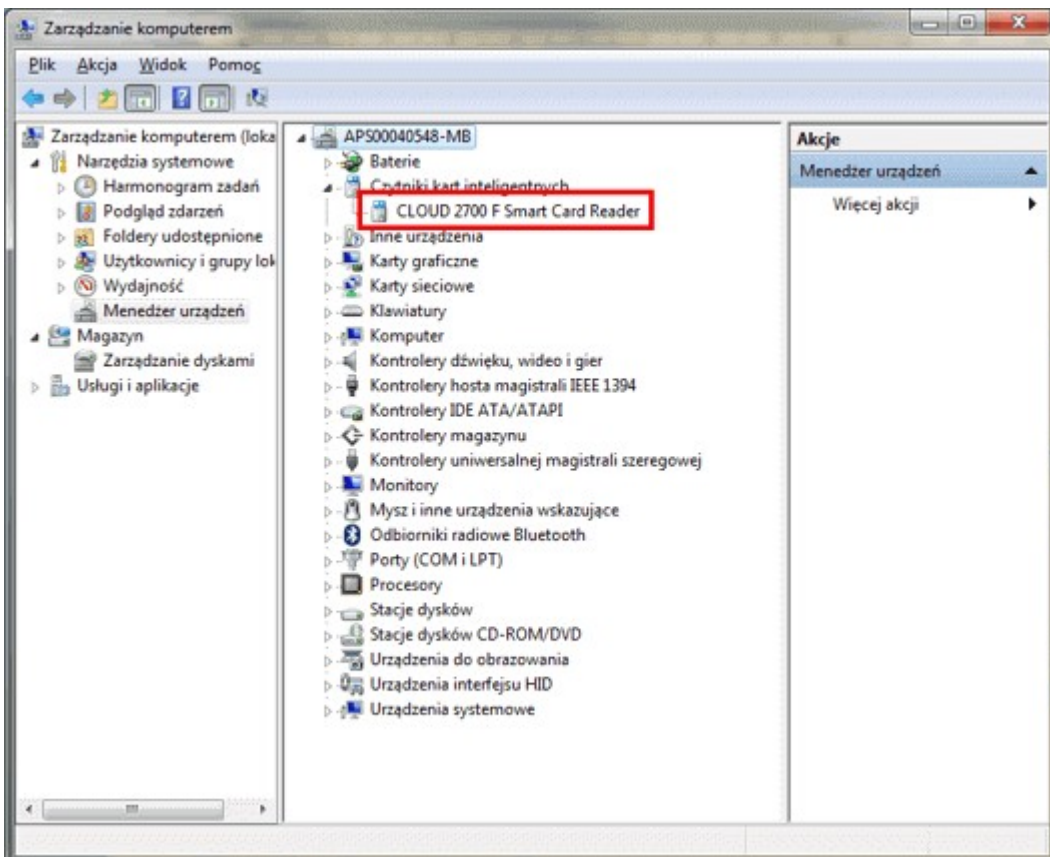 Zarządzanie komputerem
Plik Akcja Widok Pomoc
Zarządzanie komputerem (loka
Narzędzia systemowe
Harmonogram zadań
Podgląd zdarzeń
Foldery udostępnione
Użytkownicy i grupy lok
Wydajność
Menedżer urządzeń
Magazyn
Zarządzanie dyskami
Usługi i aplikacje
APS00040548-MB
Baterie
Czytniki kart inteligentnych
CLOUD 2700 F Smart Card Reader
Inne urządzenia
Karty graficzne
Karty sieciowe
Klawiatury
Komputer
Kontrolery dźwięku, wideo i gier
Kontrolery hosta magistrali IEEE 1394
Kontrolery IDE ATA/ATAPI
Kontrolery magazynu
Kontrolery uniwersalnej magistrali szeregowej
Monitory
Mysz i inne urządzenia wskazujące
Odbiorniki radiowe Bluetooth
Porty (COM i LPT)
Procesory
Stacje dysków
Stacje dysków CD-ROM/DVD
Urządzenia do obrazowania
Urządzenia interfejsu HID
Urządzenia systemowe
Akcje
Menedżer urządzeń
Więcej akcji